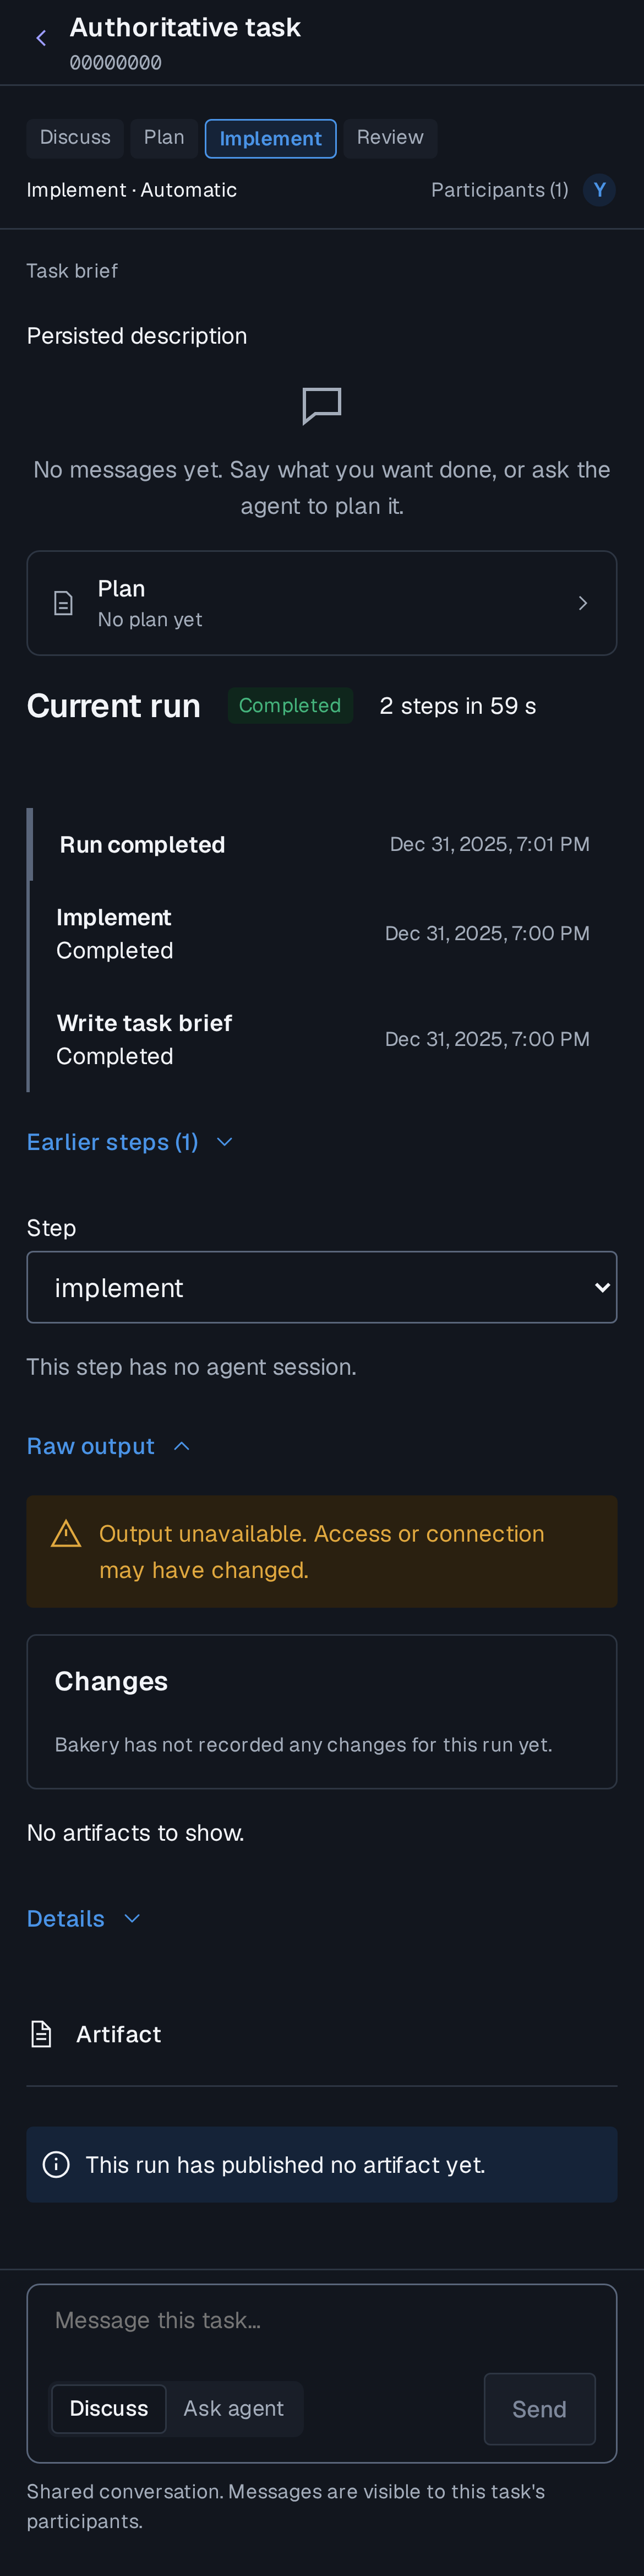 Authoritative task
00000000
Discuss
Plan
Implement
Review
Implement · Automatic
Participants (1)
Y
Task brief
Persisted description
No messages yet. Say what you want done, or ask the
agent to plan it.
Plan
No plan yet
Current run
Completed
2 steps in 59 s
Run completed
Dec 31, 2025, 7:01 PM
Implement
Completed
Dec 31, 2025, 7:00 PM
Write task brief
Completed
Dec 31, 2025, 7:00 PM
Earlier steps (1)
Step
implement
This step has no agent session.
Raw output
Output unavailable. Access or connection
may have changed.
Changes
Bakery has not recorded any changes for this run yet.
No artifacts to show.
Details
Artifact
This run has published no artifact yet.
Message this task...
Discuss
Ask agent
Send
Shared conversation. Messages are visible to this task's
participants.